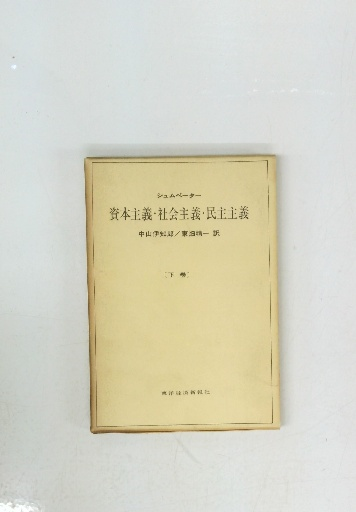 シュムペーター
資本主義・社会主義・民主主義
中山伊知郎／東畑精一 訳
〔下巻〕
東洋経済新報社